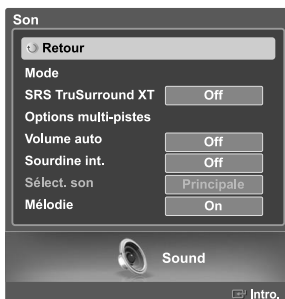 Son
Retour
Mode
SRS TruSurround XT Off
Options multi-pistes
Volume auto Off
Sourdine int. Off
Sélect. son Principale
Mélodie On
Sound
Intro.